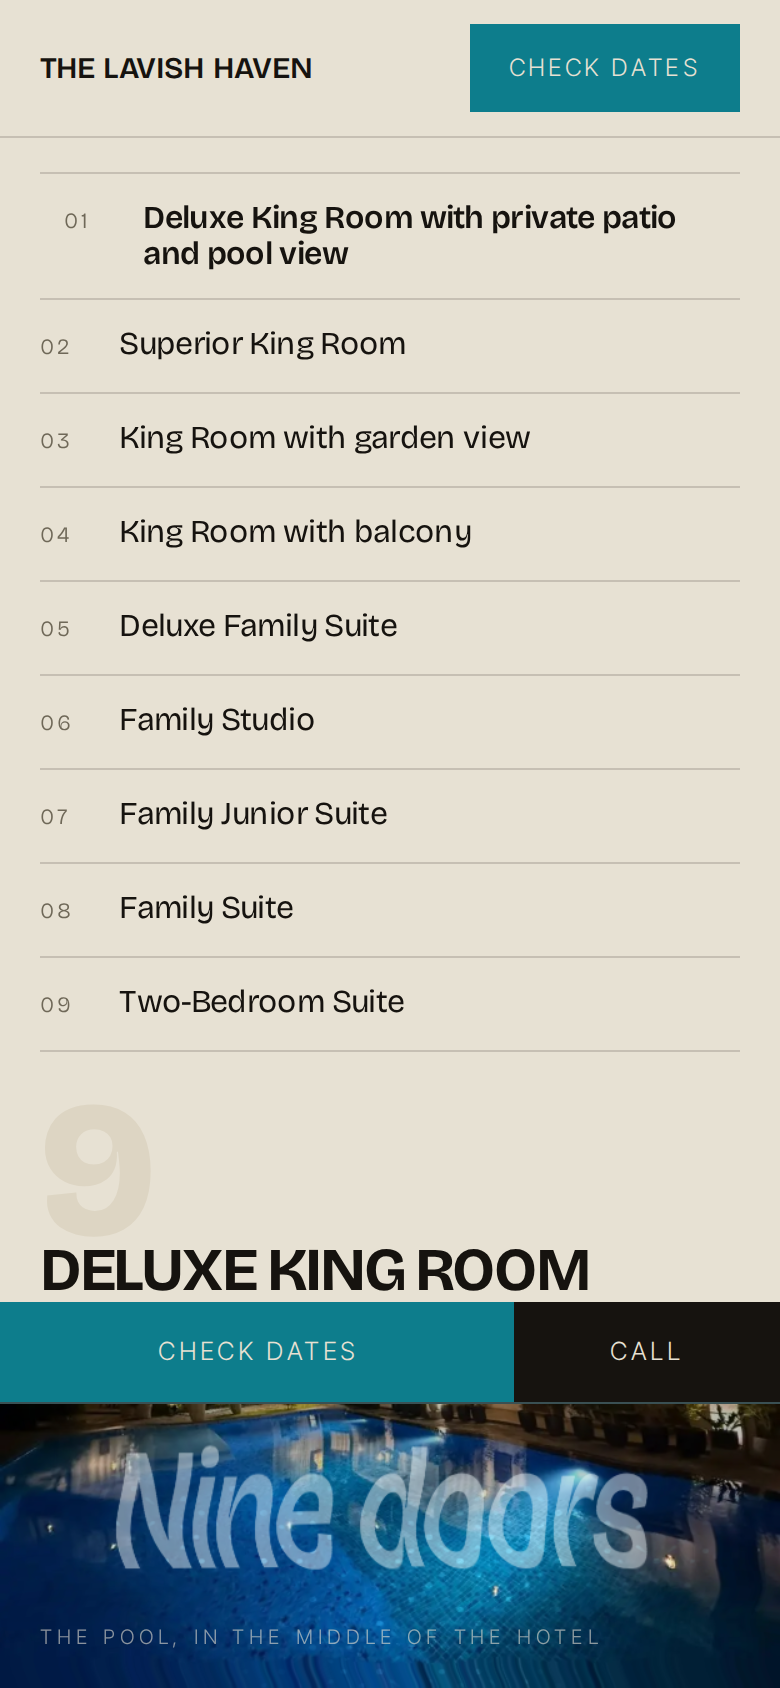 THE LAVISH HAVEN
CHECK DATES
01 Deluxe King Room with private patio
and pool view
02 Superior King Room
03 King Room with garden view
04 King Room with balcony
05 Deluxe Family Suite
06 Family Studio
07 Family Junior Suite
08 Family Suite
09 Two-Bedroom Suite
9
DELUXE KING ROOM
CHECK DATES
CALL
Nine doors
THE POOL, IN THE MIDDLE OF THE HOTEL